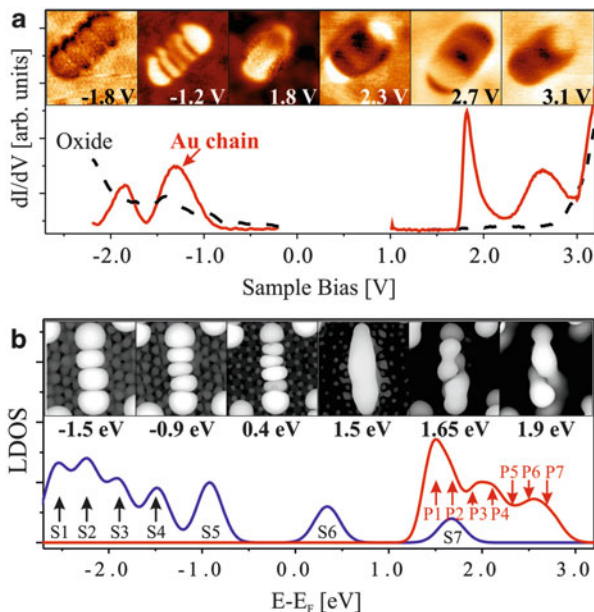 a
-1.8 V -1.2 V 1.8 V 2.3 V 2.7 V 3.1 V
dI/dV [arb. units]
Oxide
Au chain
-2.0 -1.0 0.0 1.0 2.0 3.0
Sample Bias [V]
b
-1.5 eV -0.9 eV 0.4 eV 1.5 eV 1.65 eV 1.9 eV
LDOS
P5 P6 P7
P1 P2 P3 P4
S1 S2 S3 S4 S5 S6 S7
-2.0 -1.0 0.0 1.0 2.0 3.0
E-E_F [eV]